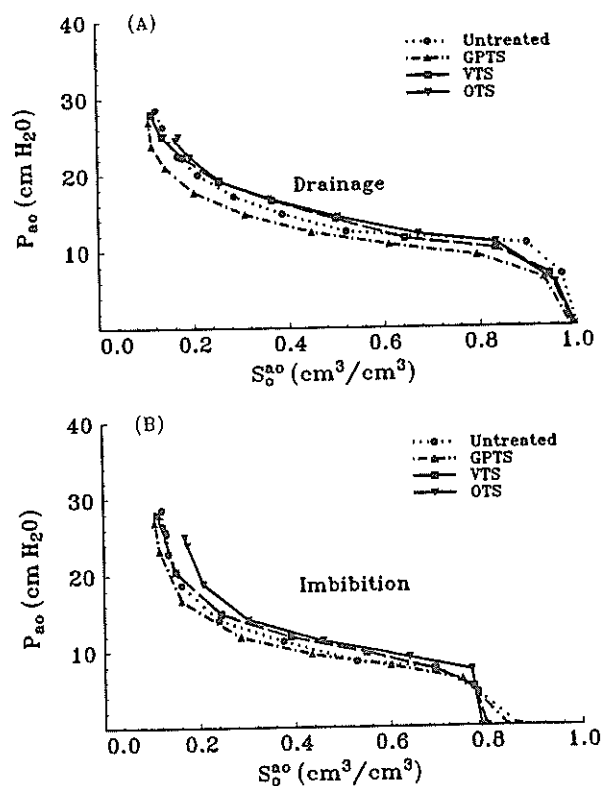 (A)
40
30
20
10
P_ao (cm H₂O)
Untreated
GPTS
VTS
OTS
Drainage
0.0 0.2 0.4 0.6 0.8 1.0
S_o^ao (cm³/cm³)
(B)
40
30
20
10
0
P_ao (cm H₂O)
Untreated
GPTS
VTS
OTS
Imbibition
0.0 0.2 0.4 0.6 0.8 1.0
S_o^ao (cm³/cm³)